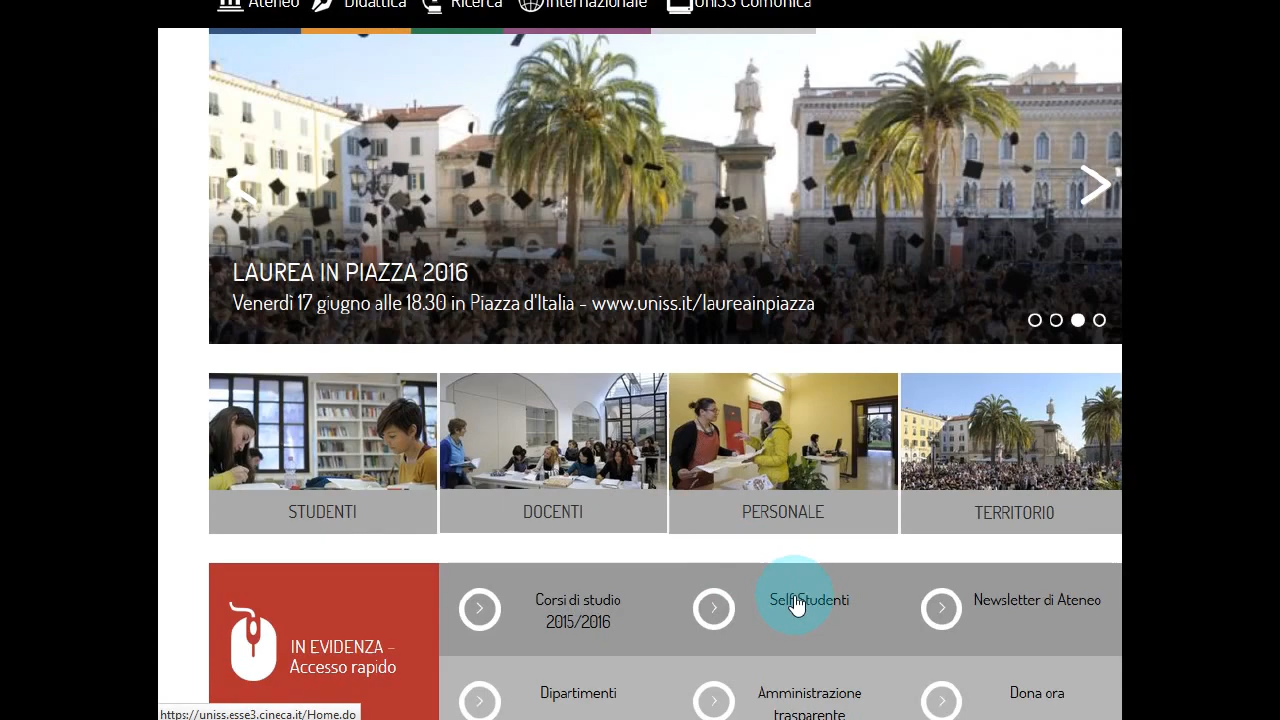 Ateneo Didattica Ricerca Internazionale UniSS Comunica
LAUREA IN PIAZZA 2016
Venerdì 17 giugno alle 18.30 in Piazza d'Italia - www.uniss.it/laureainpiazza
STUDENTI DOCENTI PERSONALE TERRITORIO
IN EVIDENZA –
Accesso rapido
Corsi di studio
2015/2016
Self Studenti
Newsletter di Ateneo
Dipartimenti
Amministrazione
trasparente
Dona ora
https://uniss.esse3.cineca.it/Home.do